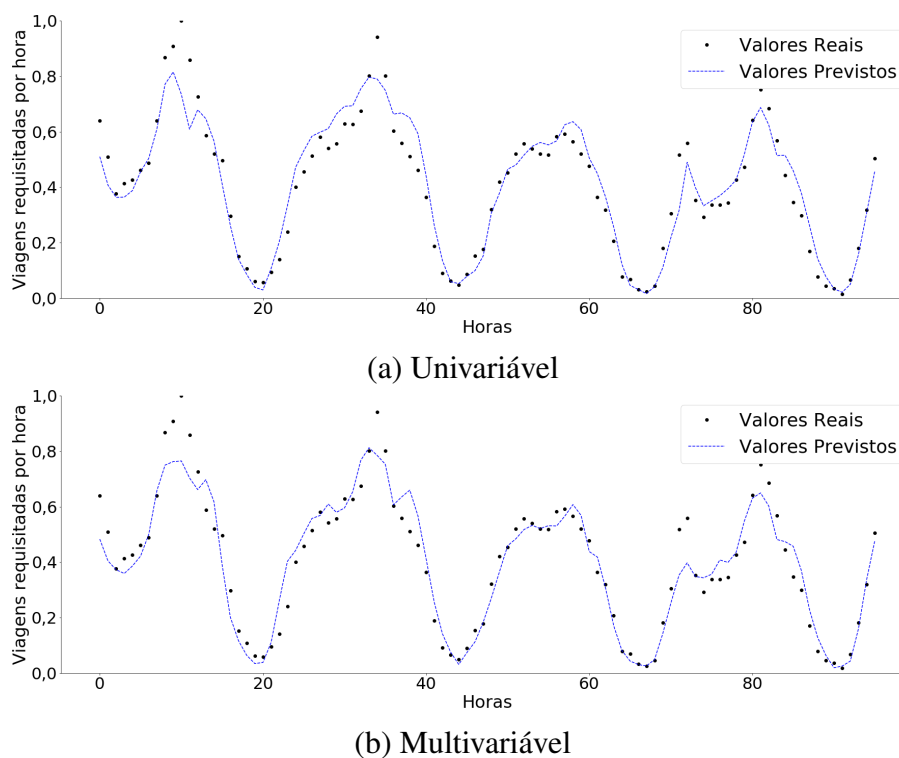 1,0
0,8
0,6
0,4
0,2
0,0
Viagens requisitadas por hora
Valores Reais
Valores Previstos
0 20 40 60 80
Horas
(a) Univariável
1,0
0,8
0,6
0,4
0,2
0,0
Viagens requisitadas por hora
Valores Reais
Valores Previstos
0 20 40 60 80
Horas
(b) Multivariável